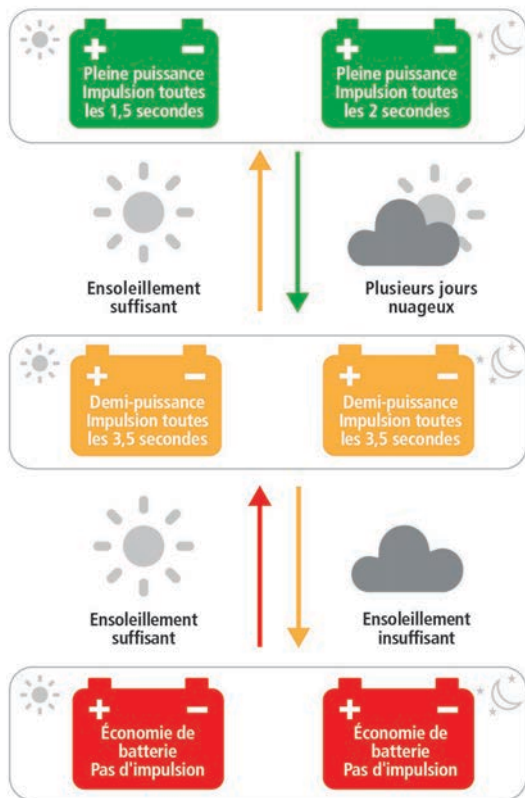 + −
Pleine puissance
Impulsion toutes
les 1,5 secondes
+ −
Pleine puissance
Impulsion toutes
les 2 secondes
Ensoleillement
suffisant
Plusieurs jours
nuageux
+ −
Demi-puissance
Impulsion toutes
les 3,5 secondes
+ −
Demi-puissance
Impulsion toutes
les 3,5 secondes
Ensoleillement
suffisant
Ensoleillement
insuffisant
+ −
Économie de
batterie
Pas d'impulsion
+ −
Économie de
batterie
Pas d'impulsion